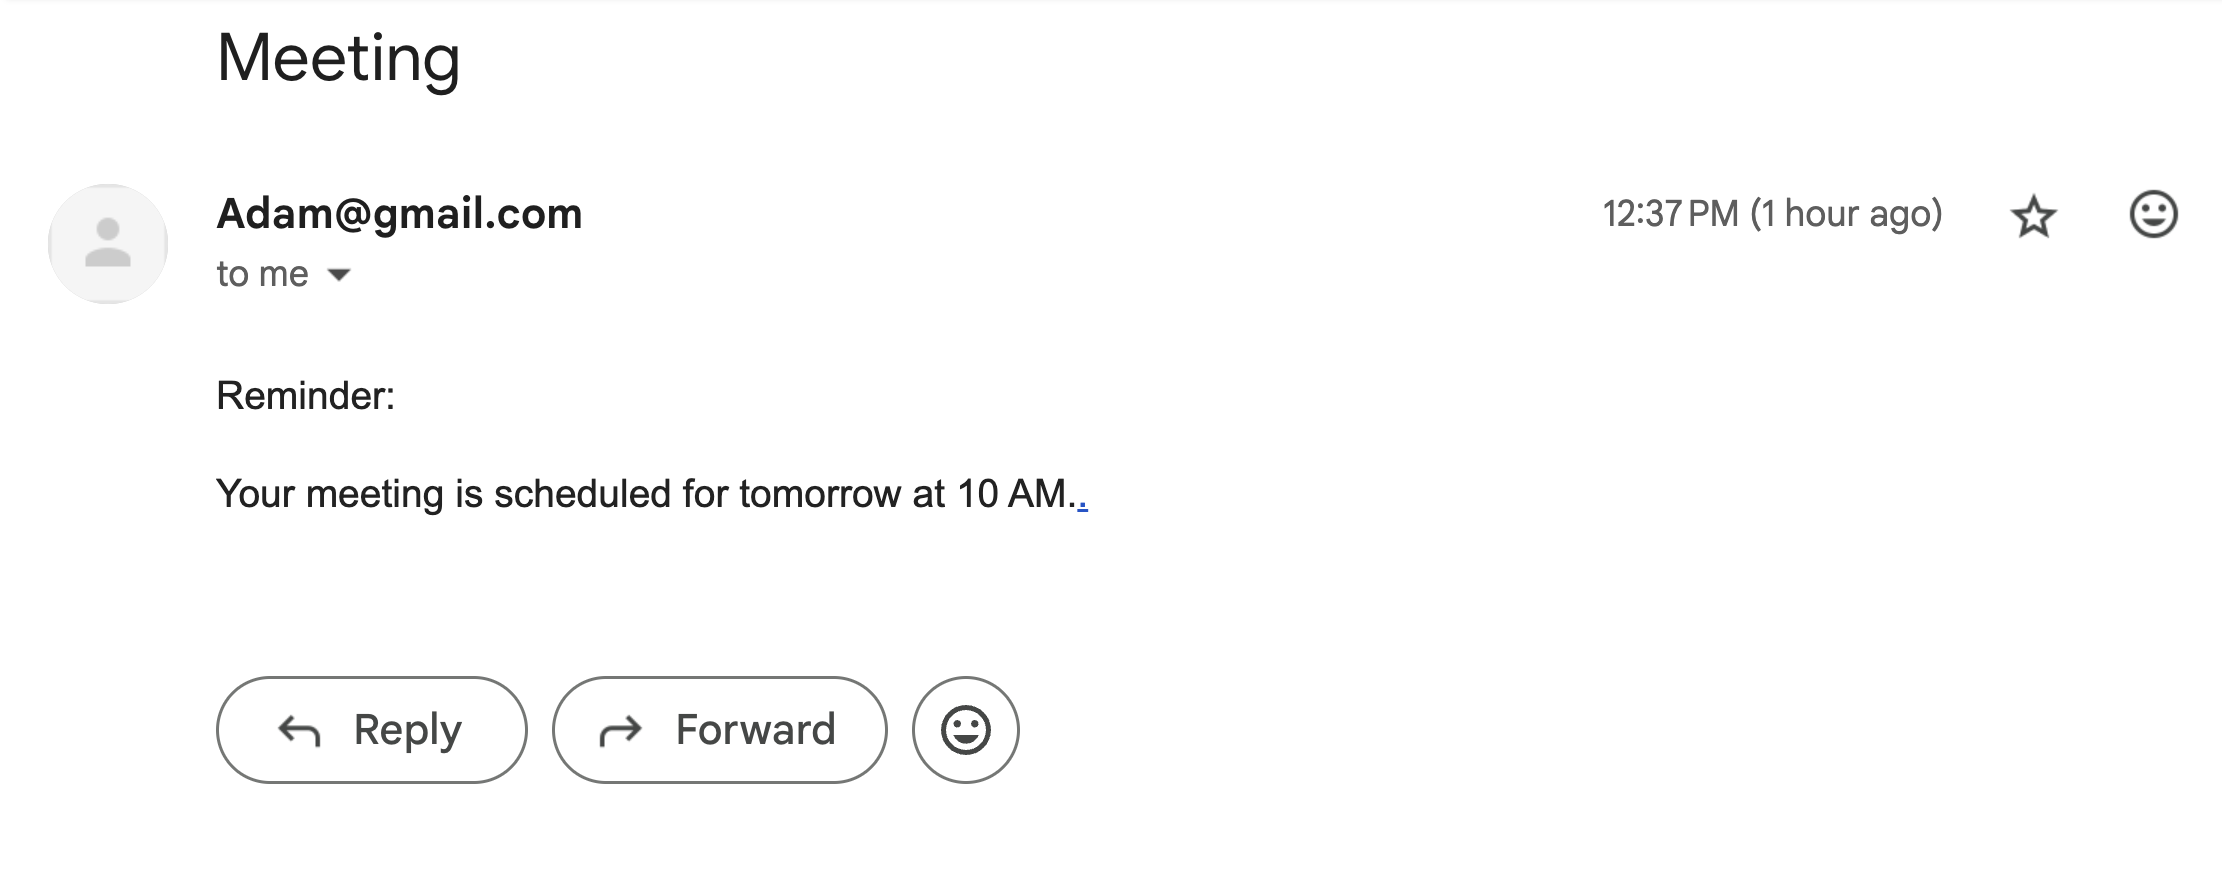 Meeting
Adam@gmail.com
12:37 PM (1 hour ago)
to me
Reminder:
Your meeting is scheduled for tomorrow at 10 AM..
Reply
Forward